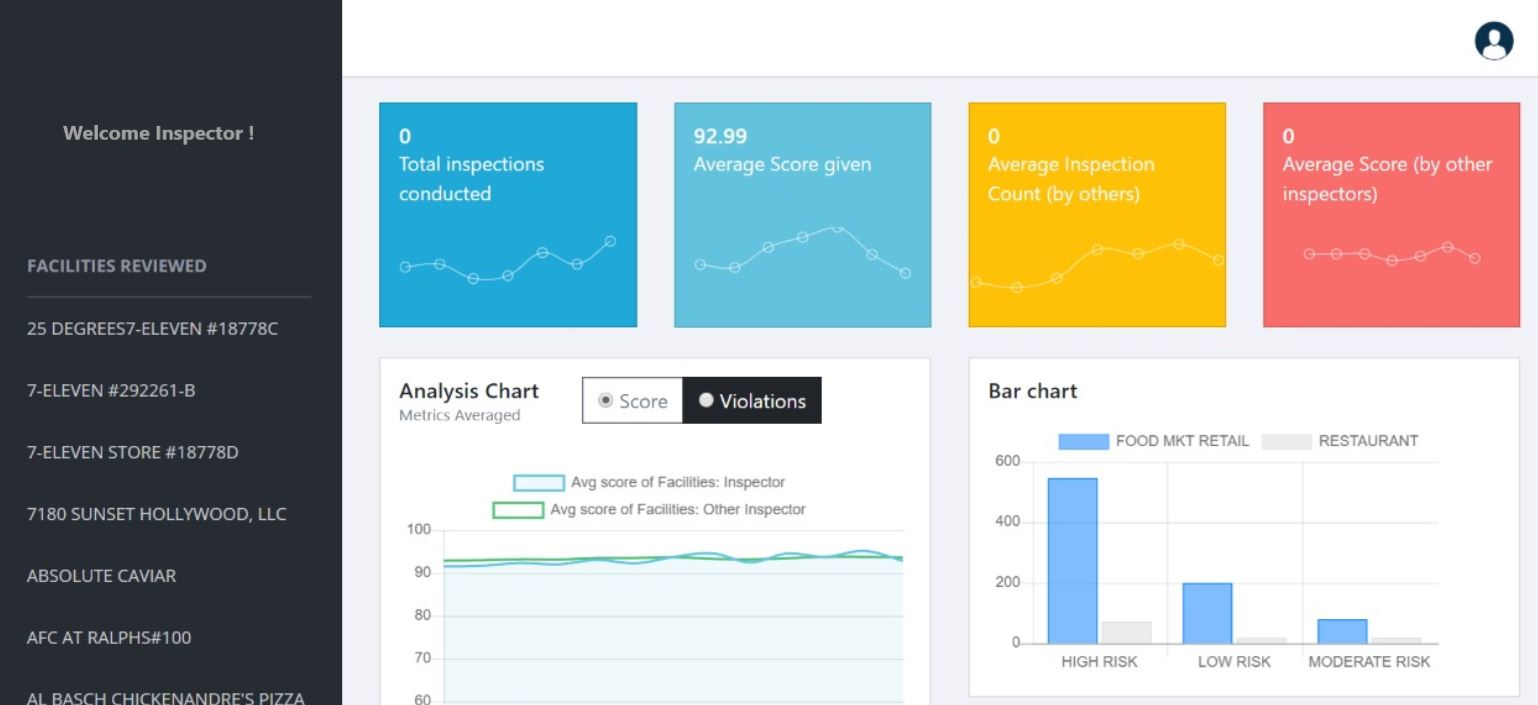 Welcome Inspector !
FACILITIES REVIEWED
25 DEGREES7-ELEVEN #18778C
7-ELEVEN #292261-B
7-ELEVEN STORE #18778D
7180 SUNSET HOLLYWOOD, LLC
ABSOLUTE CAVIAR
AFC AT RALPHS#100
AL BASCH CHICKENANDRE'S PIZZA
0
Total inspections
conducted
92.99
Average Score given
0
Average Inspection
Count (by others)
0
Average Score (by other
inspectors)
Analysis Chart
Metrics Averaged
Score
Violations
Avg score of Facilities: Inspector
Avg score of Facilities: Other Inspector
100
90
80
70
60
Bar chart
FOOD MKT RETAIL
RESTAURANT
600
400
200
0
HIGH RISK
LOW RISK
MODERATE RISK